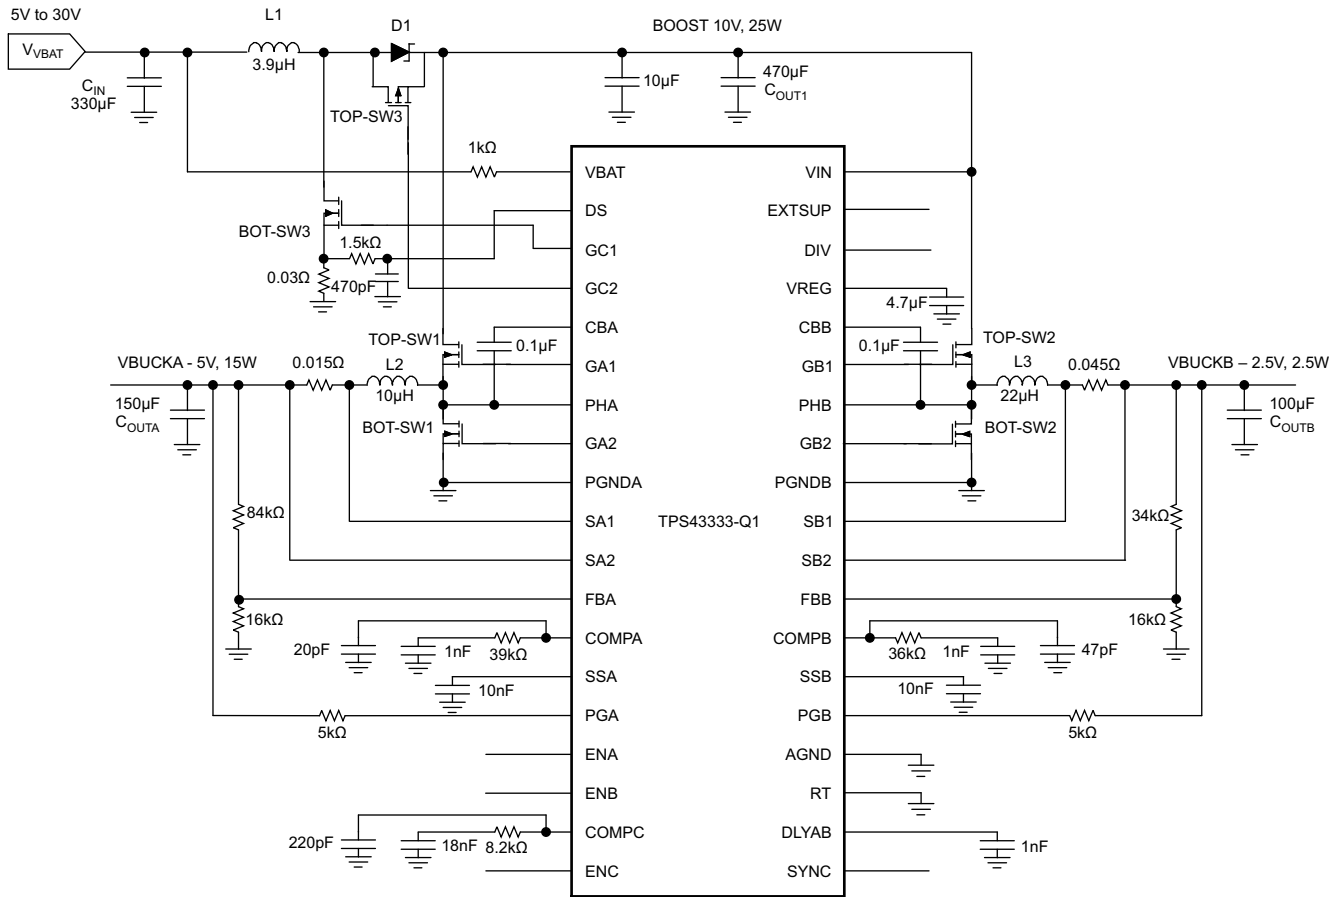 5V to 30V
L1
D1
BOOST 10V, 25W
VVBAT
3.9µH
CIN
330µF
10µF
470µF
COUT1
TOP-SW3
1kΩ
VBAT
VIN
DS
EXTSUP
BOT-SW3
1.5kΩ
GC1
DIV
0.03Ω
470pF
GC2
VREG
4.7µF
CBA
CBB
TOP-SW1
0.1µF
0.1µF
TOP-SW2
VBUCKA - 5V, 15W
0.015Ω
L2
GA1
GB1
L3
0.045Ω
VBUCKB – 2.5V, 2.5W
10µH
22µH
150µF
COUTA
PHA
PHB
100µF
COUTB
BOT-SW1
BOT-SW2
GA2
GB2
PGNDA
PGNDB
84kΩ
SA1
TPS43333-Q1
SB1
34kΩ
SA2
SB2
FBA
FBB
16kΩ
16kΩ
COMPA
COMPB
20pF
1nF
39kΩ
36kΩ
1nF
47pF
SSA
SSB
10nF
10nF
PGA
PGB
5kΩ
5kΩ
ENA
AGND
ENB
RT
COMPC
DLYAB
220pF
18nF
8.2kΩ
1nF
ENC
SYNC